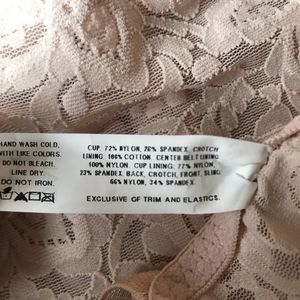 HAND WASH COLD,
WITH LIKE COLORS.
DO NOT BLEACH.
LINE DRY.
DO NOT IRON.
CUP, 72% NYLON, 28% SPANDEX, CROTCH
LINING: 100% COTTON. CENTER BELT LINING:
100% NYLON. CUP LINING: 77% NYLON,
23% SPANDEX. BACK, CROTCH, FRONT, SLING:
66% NYLON, 34% SPANDEX.
EXCLUSIVE OF TRIM AND ELASTICS.